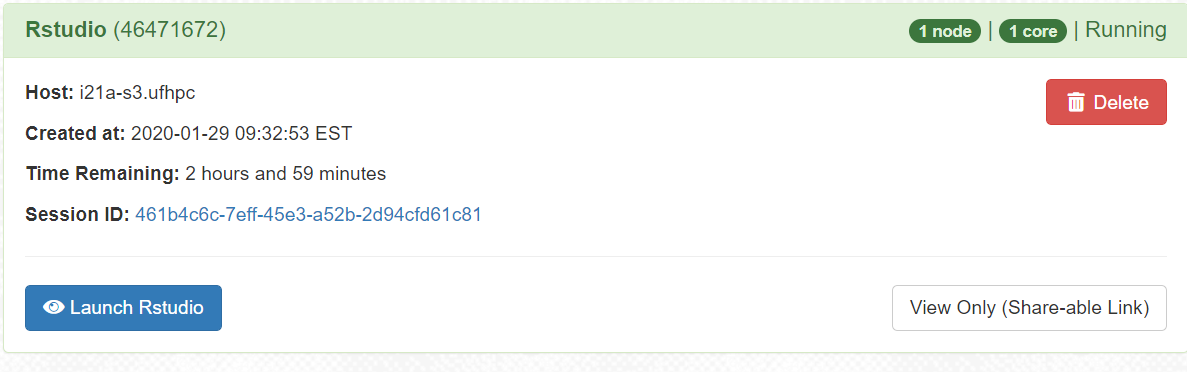 Rstudio (46471672) 1 node | 1 core | Running
Host: i21a-s3.ufhpc
Delete
Created at: 2020-01-29 09:32:53 EST
Time Remaining: 2 hours and 59 minutes
Session ID: 461b4c6c-7eff-45e3-a52b-2d94cfd61c81
Launch Rstudio
View Only (Share-able Link)